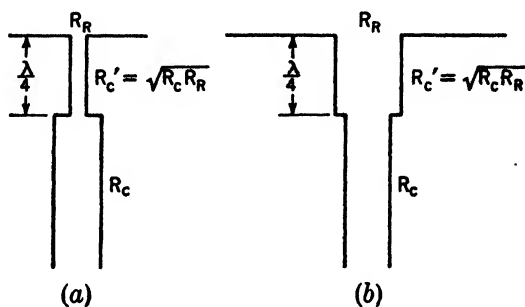 R_R
λ/4
R_C' = √R_C R_R
R_C
(a)
R_R
λ/4
R_C' = √R_C R_R
R_C
(b)